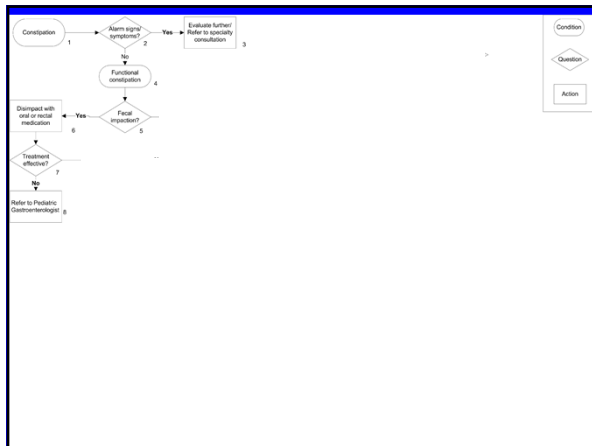 Constipation
1
Alarm signs/
symptoms?
2
Yes
Evaluate further/
Refer to specialty
consultation
3
No
Functional
constipation
4
Fecal
impaction?
5
Yes
Disimpact with
oral or rectal
medication
6
Treatment
effective?
7
No
Refer to Pediatric
Gastroenterologist
8
>
...
Condition
Question
Action